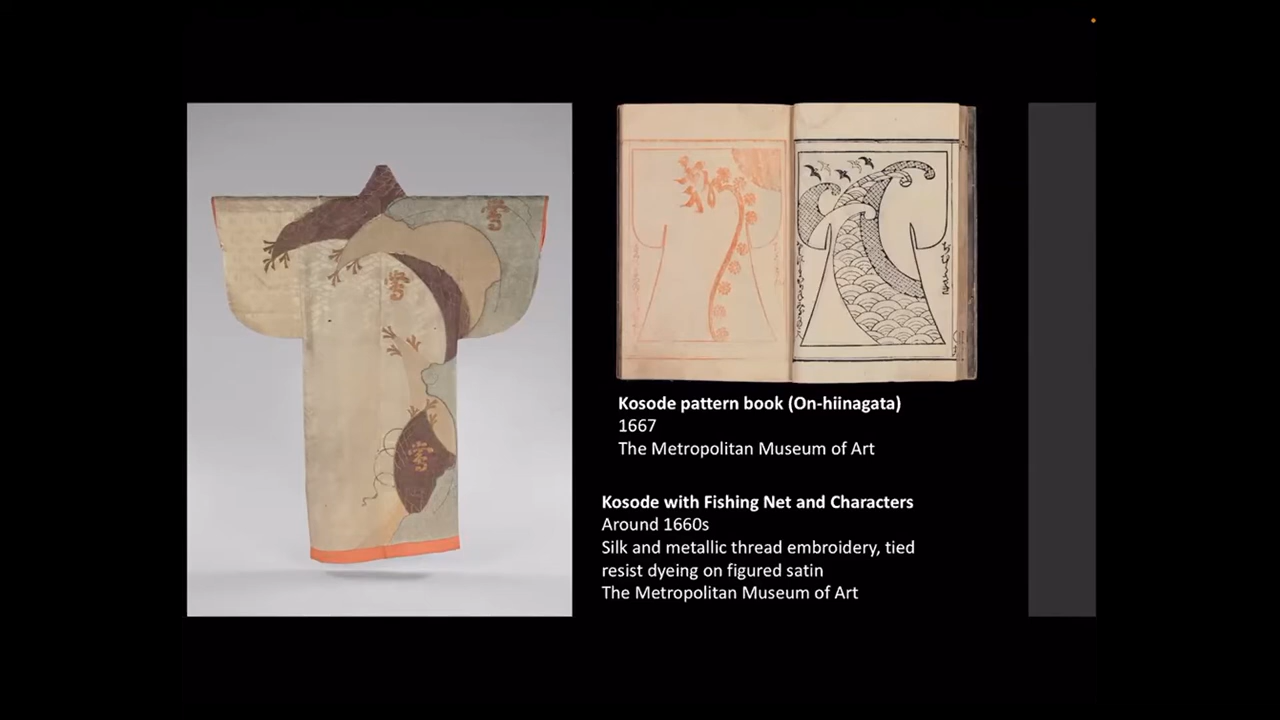 Kosode pattern book (On-hiinagata)
1667
The Metropolitan Museum of Art
Kosode with Fishing Net and Characters
Around 1660s
Silk and metallic thread embroidery, tied
resist dyeing on figured satin
The Metropolitan Museum of Art